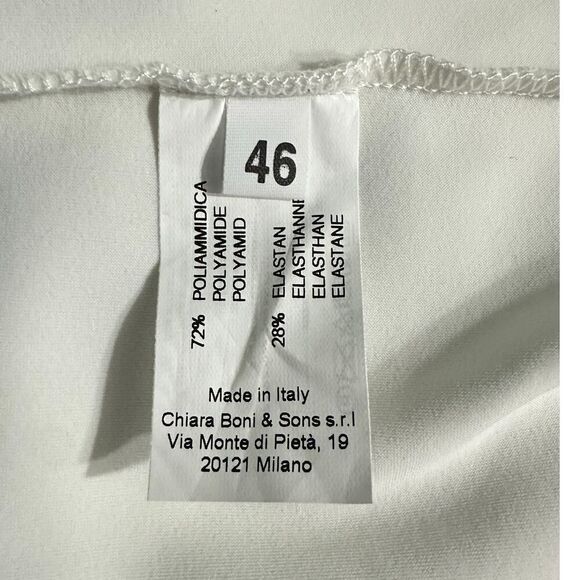 46
72% POLIAMMIDICA
POLYAMIDE
POLYAMID
28% ELASTAN
ELASTHANNE
ELASTHAN
ELASTANE
Made in Italy
Chiara Boni & Sons s.r.l
Via Monte di Pietà, 19
20121 Milano